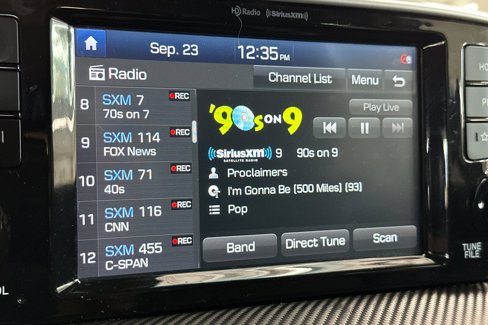 HD Radio SiriusXM
Sep. 23 12:35 PM
Radio Channel List Menu
8 SXM 7 REC
70s on 7
9 SXM 114 REC
FOX News
10 SXM 71 REC
40s
11 SXM 116 REC
CNN
12 SXM 455 REC
C-SPAN
'90s ON 9
Play Live
SiriusXM 9 90s on 9
SATELLITE RADIO
Proclaimers
I'm Gonna Be (500 Miles) (93)
Pop
Band Direct Tune Scan
TUNE
FILE